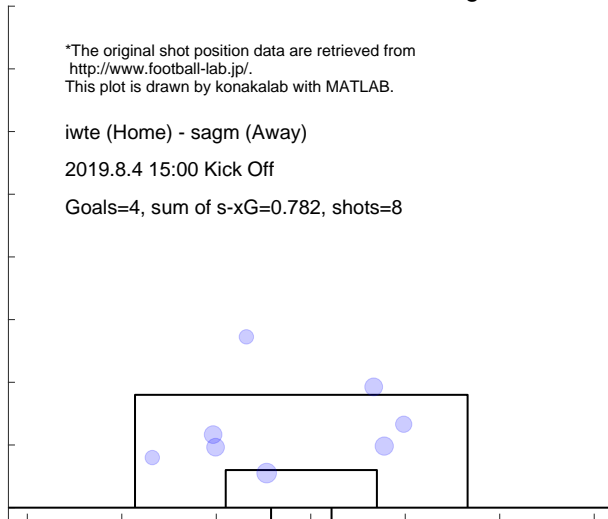 *The original shot position data are retrieved from
http://www.football-lab.jp/.
This plot is drawn by konakalab with MATLAB.
iwte (Home) - sagm (Away)
2019.8.4 15:00 Kick Off
Goals=4, sum of s-xG=0.782, shots=8